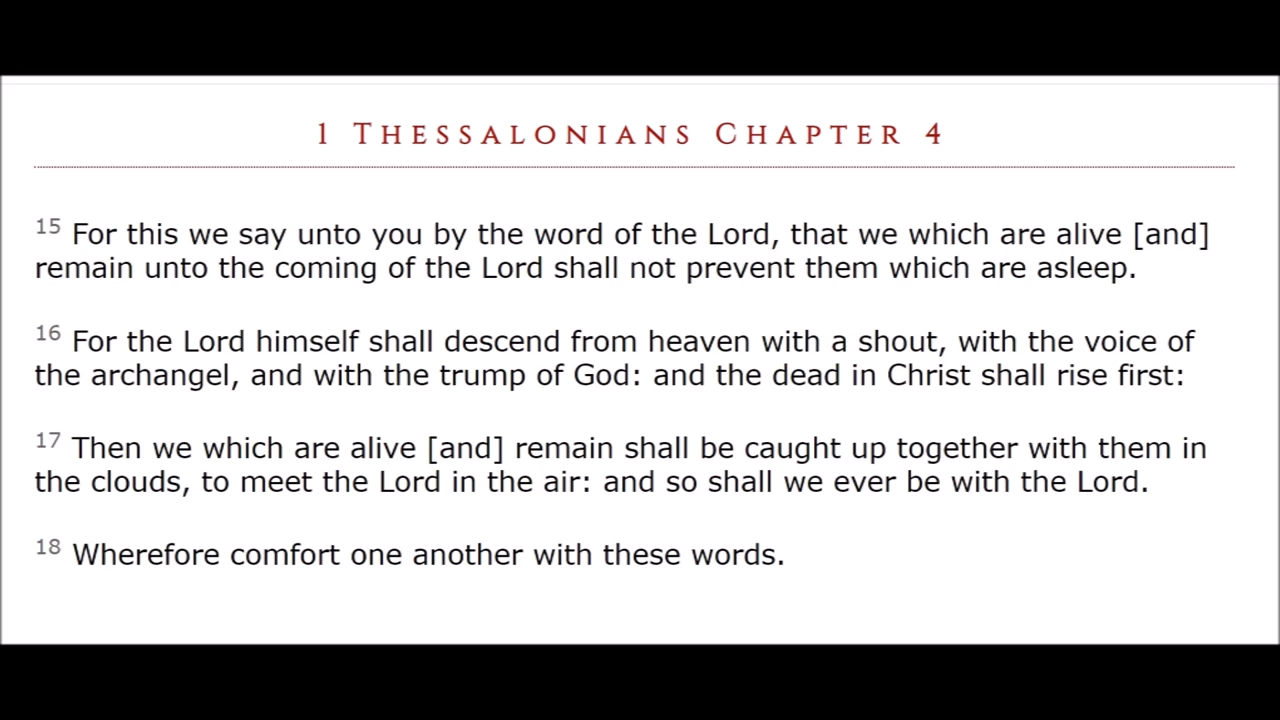 1 Thessalonians Chapter 4
15 For this we say unto you by the word of the Lord, that we which are alive [and]
remain unto the coming of the Lord shall not prevent them which are asleep.
16 For the Lord himself shall descend from heaven with a shout, with the voice of
the archangel, and with the trump of God: and the dead in Christ shall rise first:
17 Then we which are alive [and] remain shall be caught up together with them in
the clouds, to meet the Lord in the air: and so shall we ever be with the Lord.
18 Wherefore comfort one another with these words.